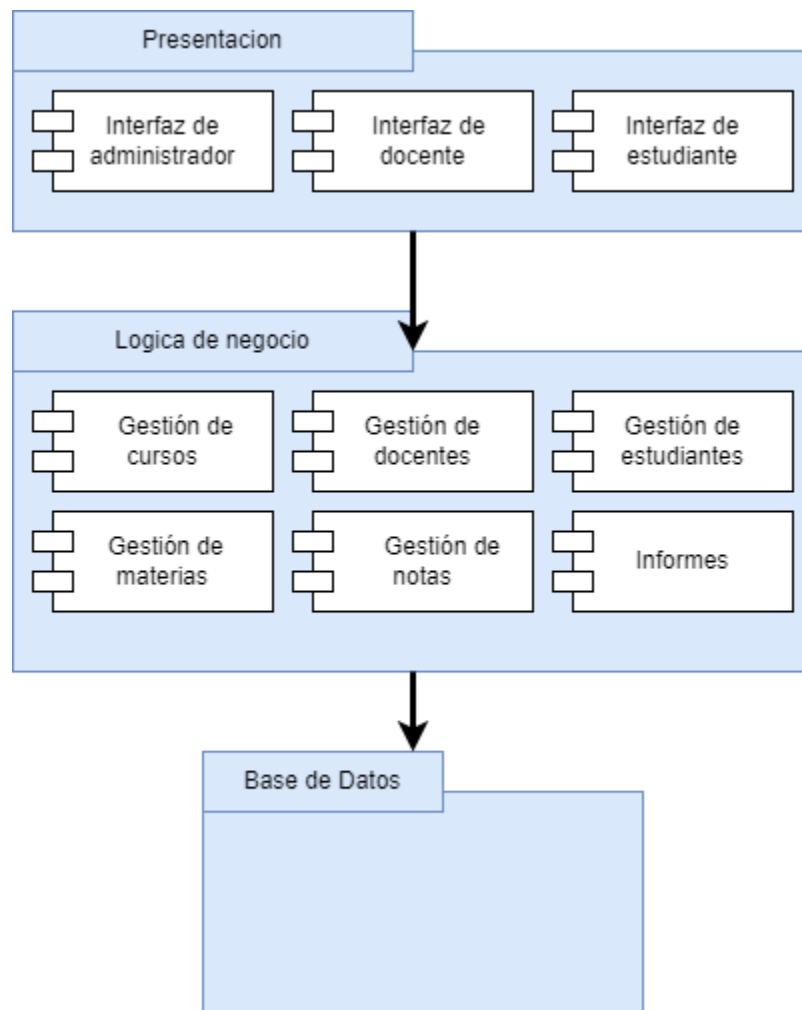 Presentacion
Interfaz de
administrador
Interfaz de
docente
Interfaz de
estudiante
Logica de negocio
Gestión de
cursos
Gestión de
docentes
Gestión de
estudiantes
Gestión de
materias
Gestión de
notas
Informes
Base de Datos